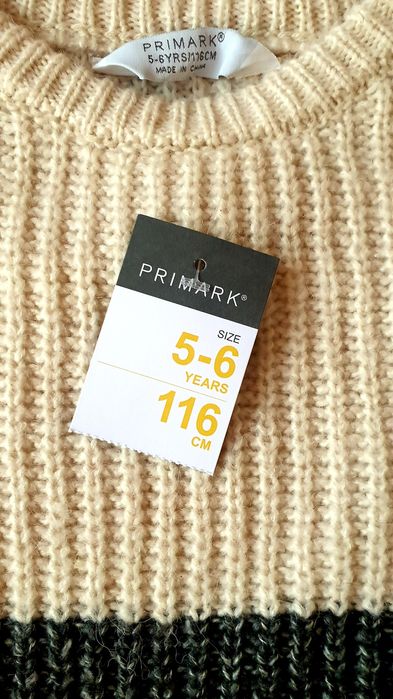 PRIMARK®
5-6YRS/116CM
MADE IN CHINA
PRIMARK®
SIZE
5-6
YEARS
116
CM